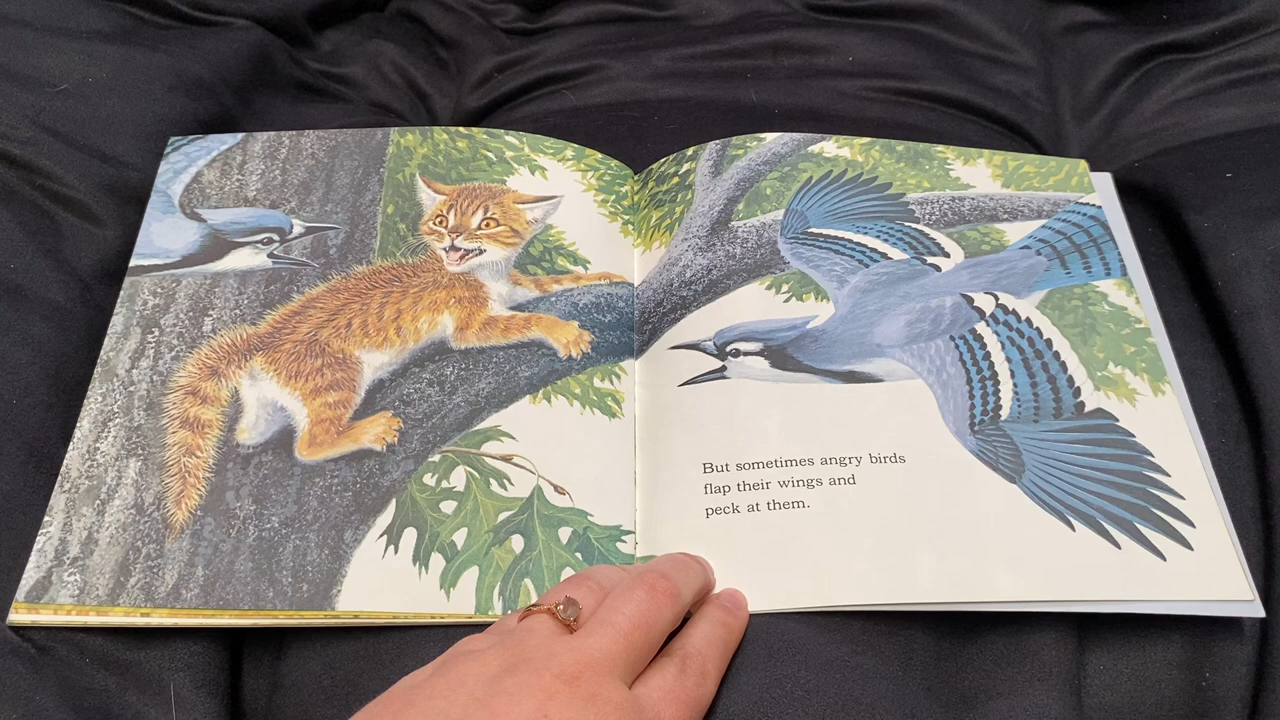 But sometimes angry birds
flap their wings and
peck at them.